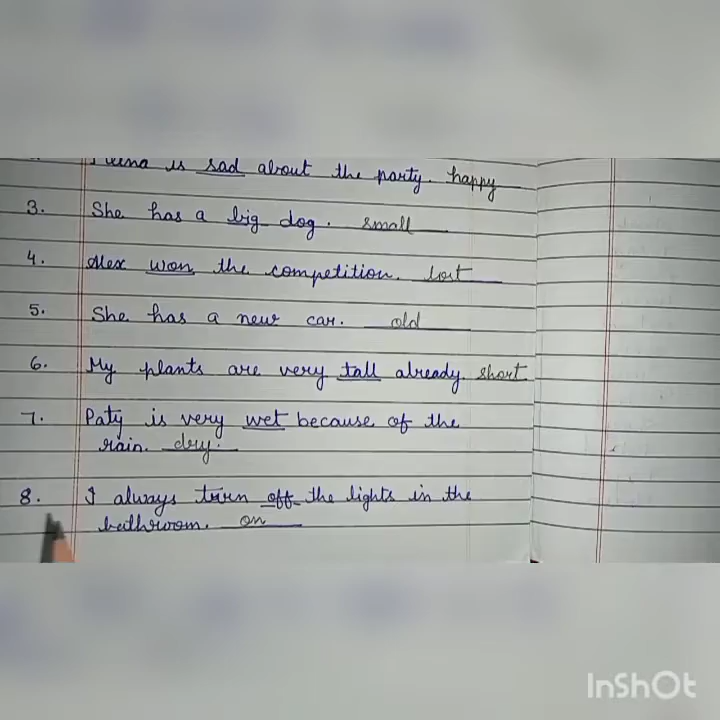 is sad about the party. happy
3. She has a big dog. small
4. Alex won the competition. lost
5. She has a new car. old
6. My plants are very tall already. short
7. Paty is very wet because of the
rain. dry.
8. I always turn off the lights in the
bathroom. on
InShOt